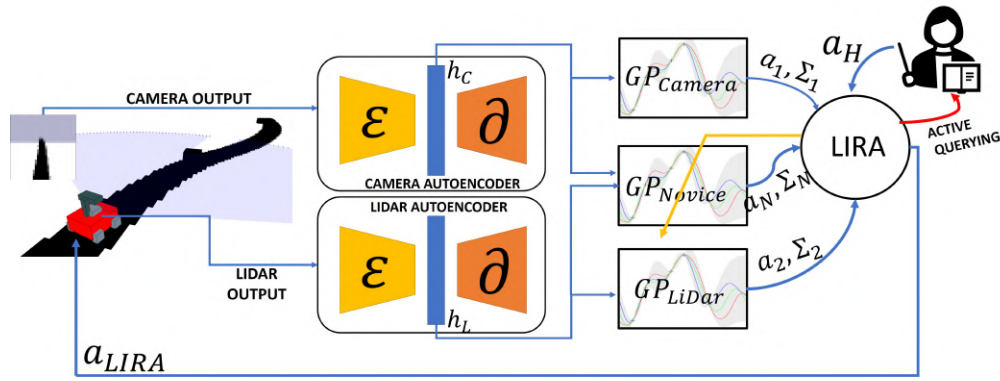 CAMERA OUTPUT
LIDAR
OUTPUT
ε
∂
h_C
CAMERA AUTOENCODER
LIDAR AUTOENCODER
ε
∂
h_L
GP_Camera
a_1, Σ_1
GP_Novice
a_N, Σ_N
GP_LiDar
a_2, Σ_2
a_H
LIRA
ACTIVE
QUERYING
a_LIRA